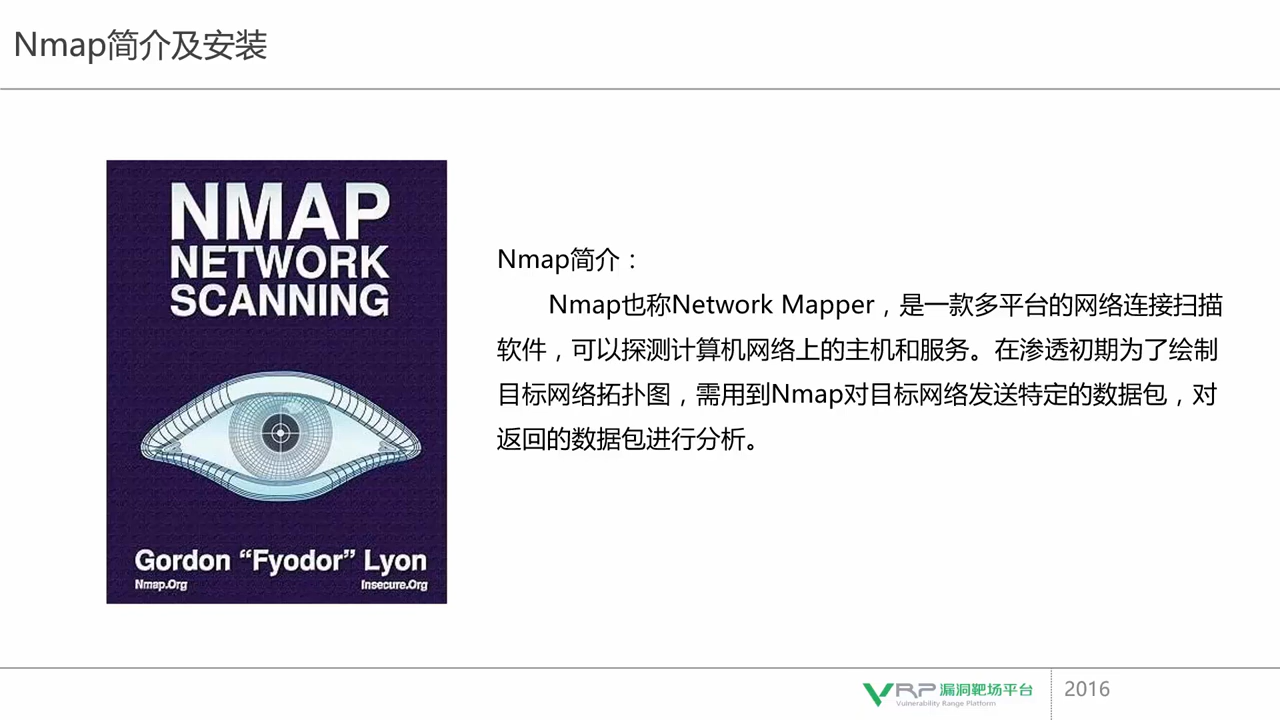 Nmap简介及安装
NMAP
NETWORK
SCANNING
Gordon “Fyodor” Lyon
Nmap.Org
Insecure.Org
Nmap简介：
Nmap也称Network Mapper，是一款多平台的网络连接扫描
软件，可以探测计算机网络上的主机和服务。在渗透初期为了绘制
目标网络拓扑图，需用到Nmap对目标网络发送特定的数据包，对
返回的数据包进行分析。
VRP 漏洞靶场平台
Vulnerability Range Platform
2016